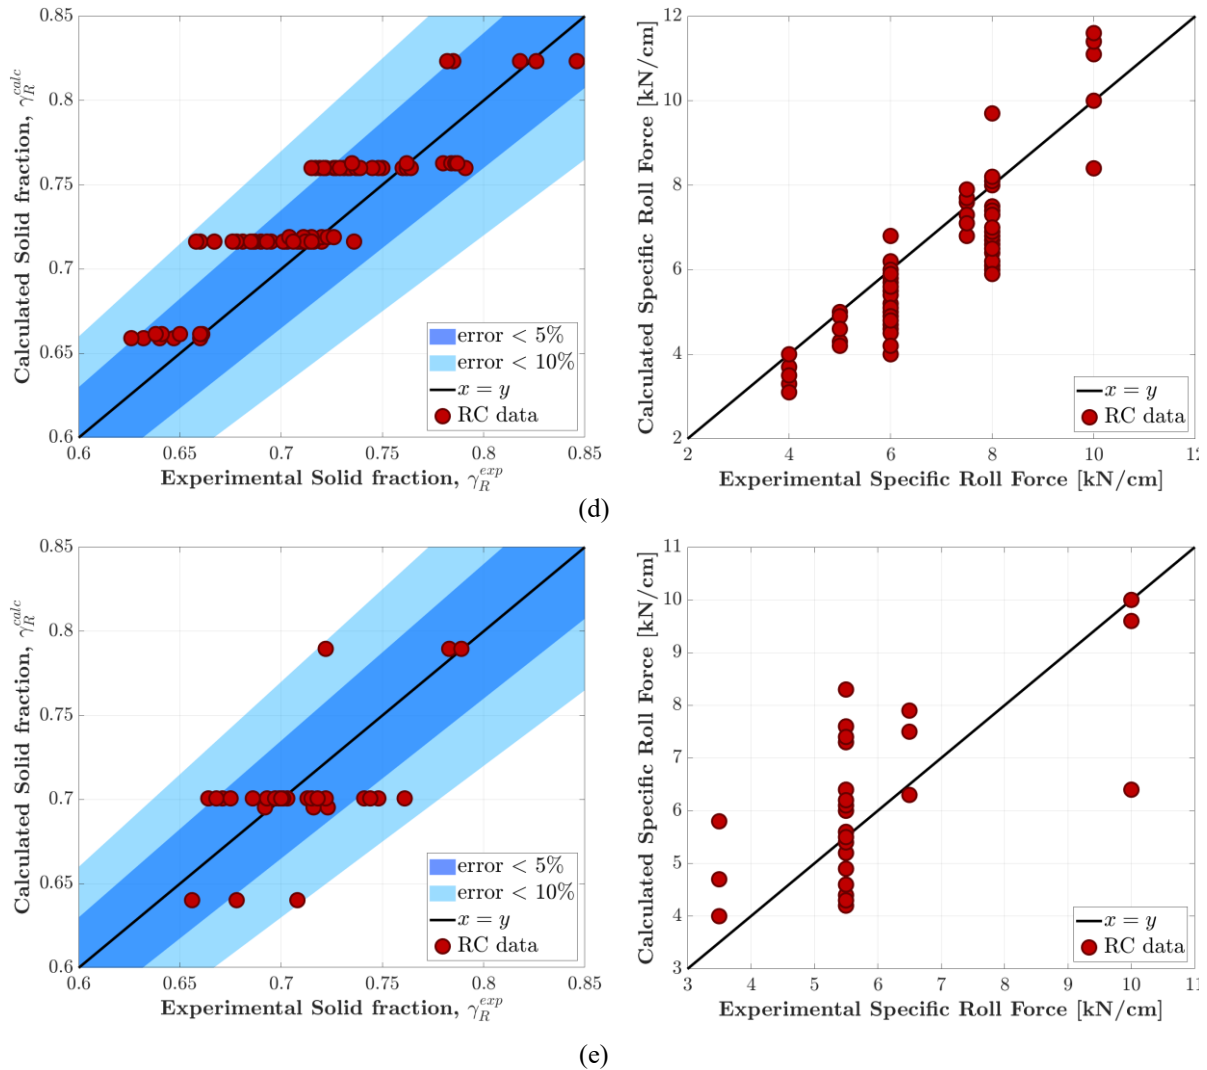 0.85
0.8
0.75
0.7
0.65
0.6
Calculated Solid fraction, γ_R^calc
error < 5%
error < 10%
x = y
RC data
0.6 0.65 0.7 0.75 0.8 0.85
Experimental Solid fraction, γ_R^exp
12
10
8
6
4
2
Calculated Specific Roll Force [kN/cm]
x = y
RC data
2 4 6 8 10 12
Experimental Specific Roll Force [kN/cm]
(d)
0.85
0.8
0.75
0.7
0.65
0.6
Calculated Solid fraction, γ_R^calc
error < 5%
error < 10%
x = y
RC data
0.6 0.65 0.7 0.75 0.8 0.85
Experimental Solid fraction, γ_R^exp
11
10
9
8
7
6
5
4
3
Calculated Specific Roll Force [kN/cm]
x = y
RC data
3 4 5 6 7 8 9 10 11
Experimental Specific Roll Force [kN/cm]
(e)